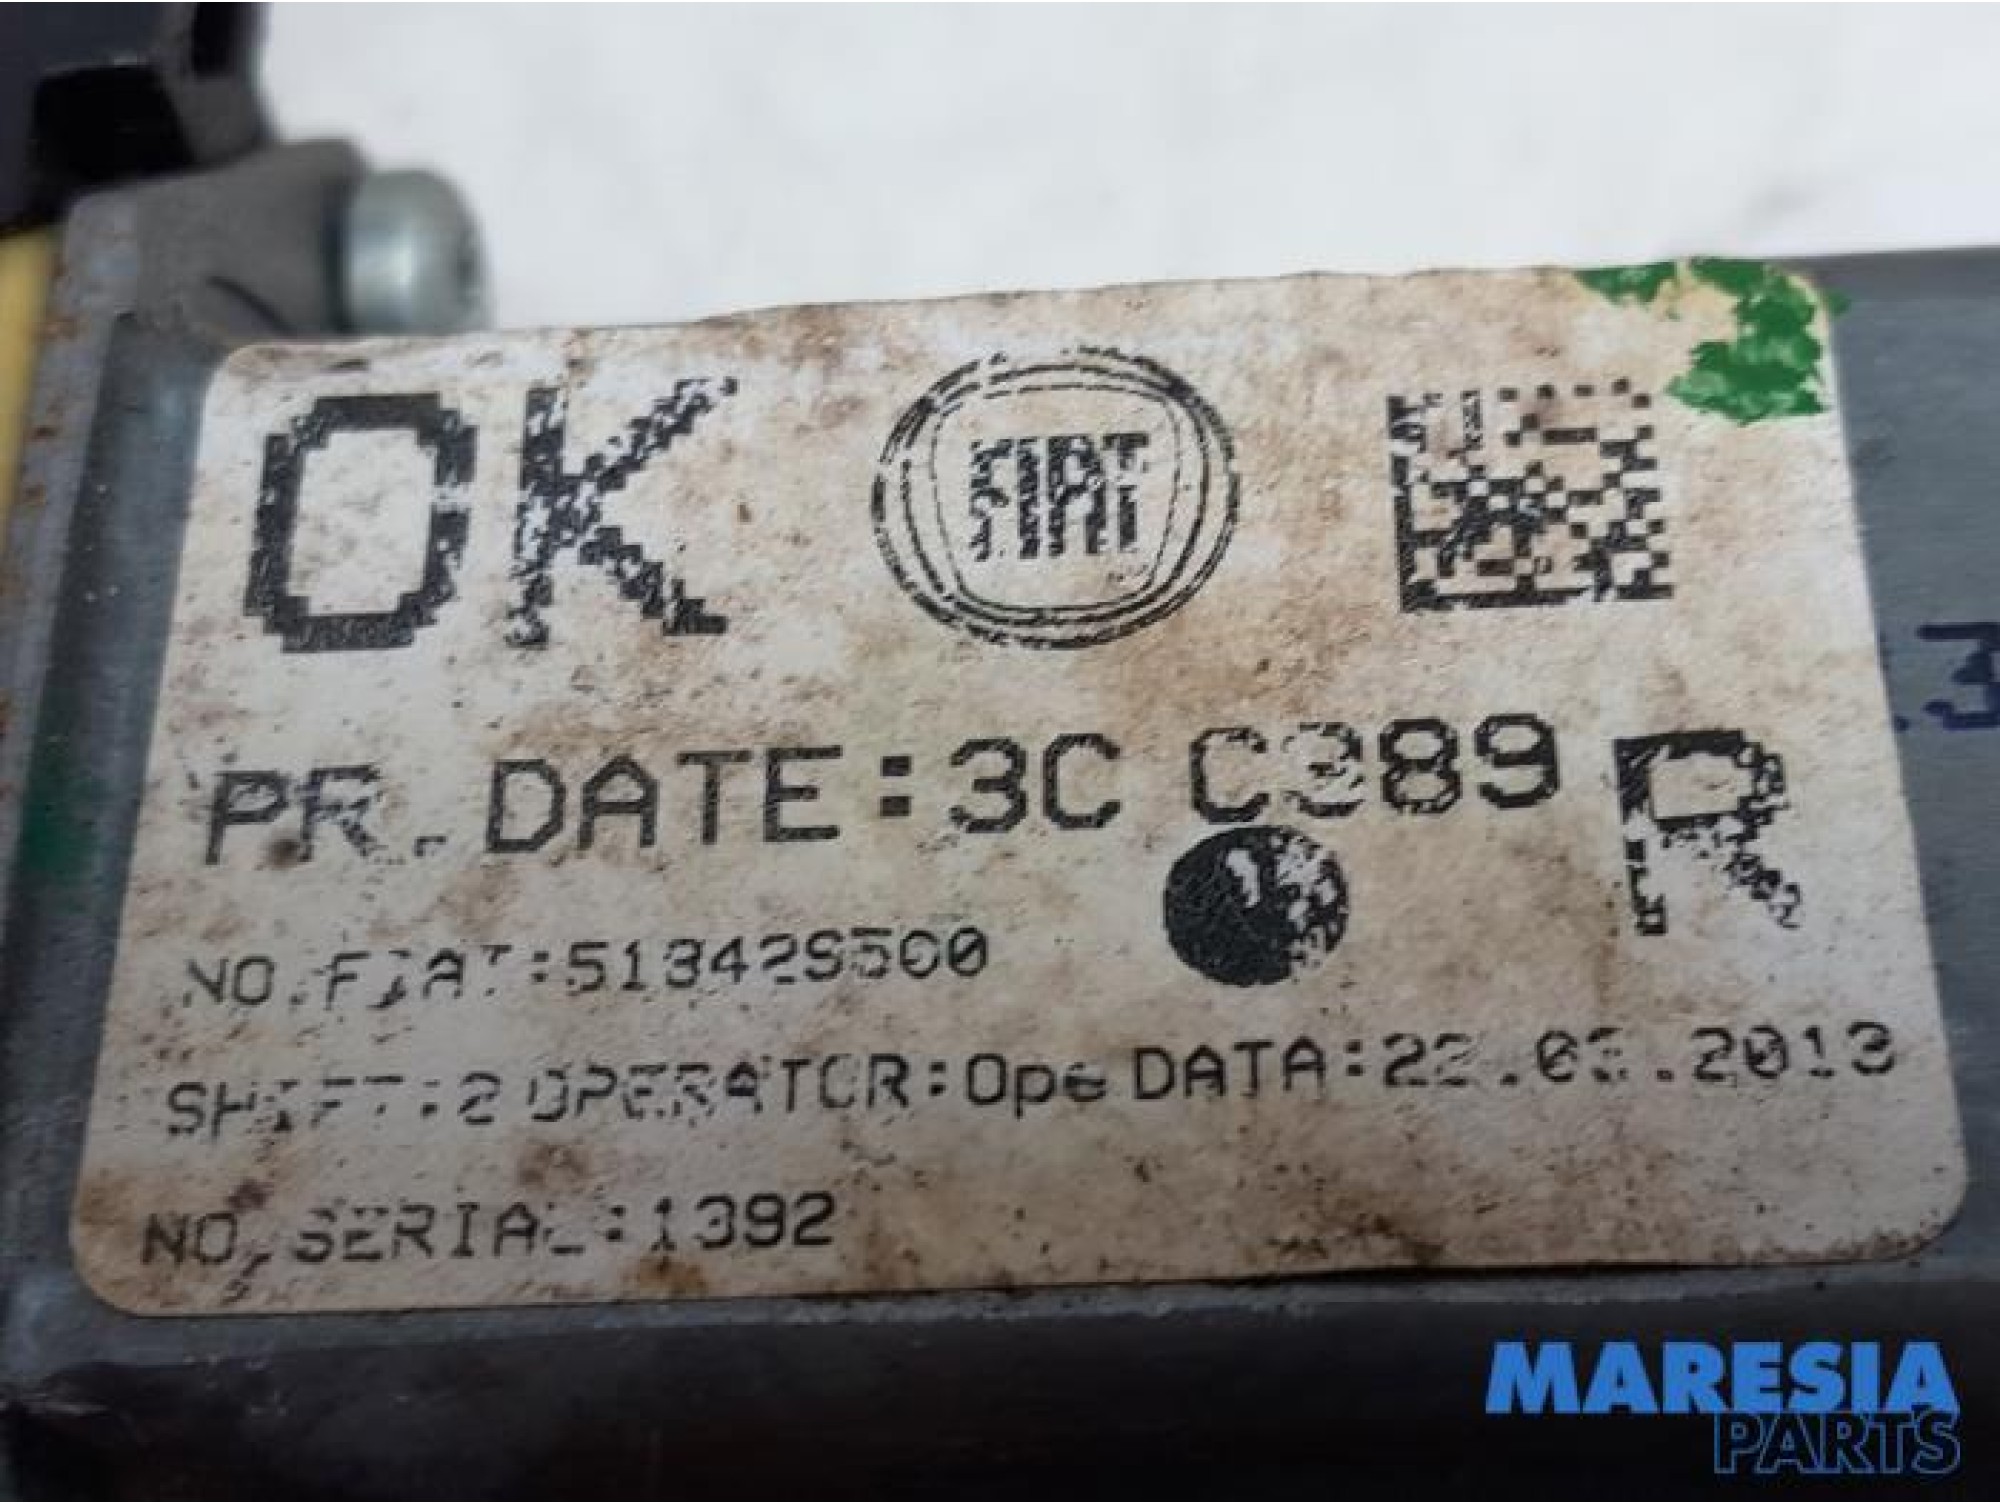 OK FIAT
PR. DATE:3C C389 R
NO.FIAT:
SHIFT:2 OPERATOR:Ope DATA:22.03.2013
NO.SERIAL:1392
MARESIA
PARTS